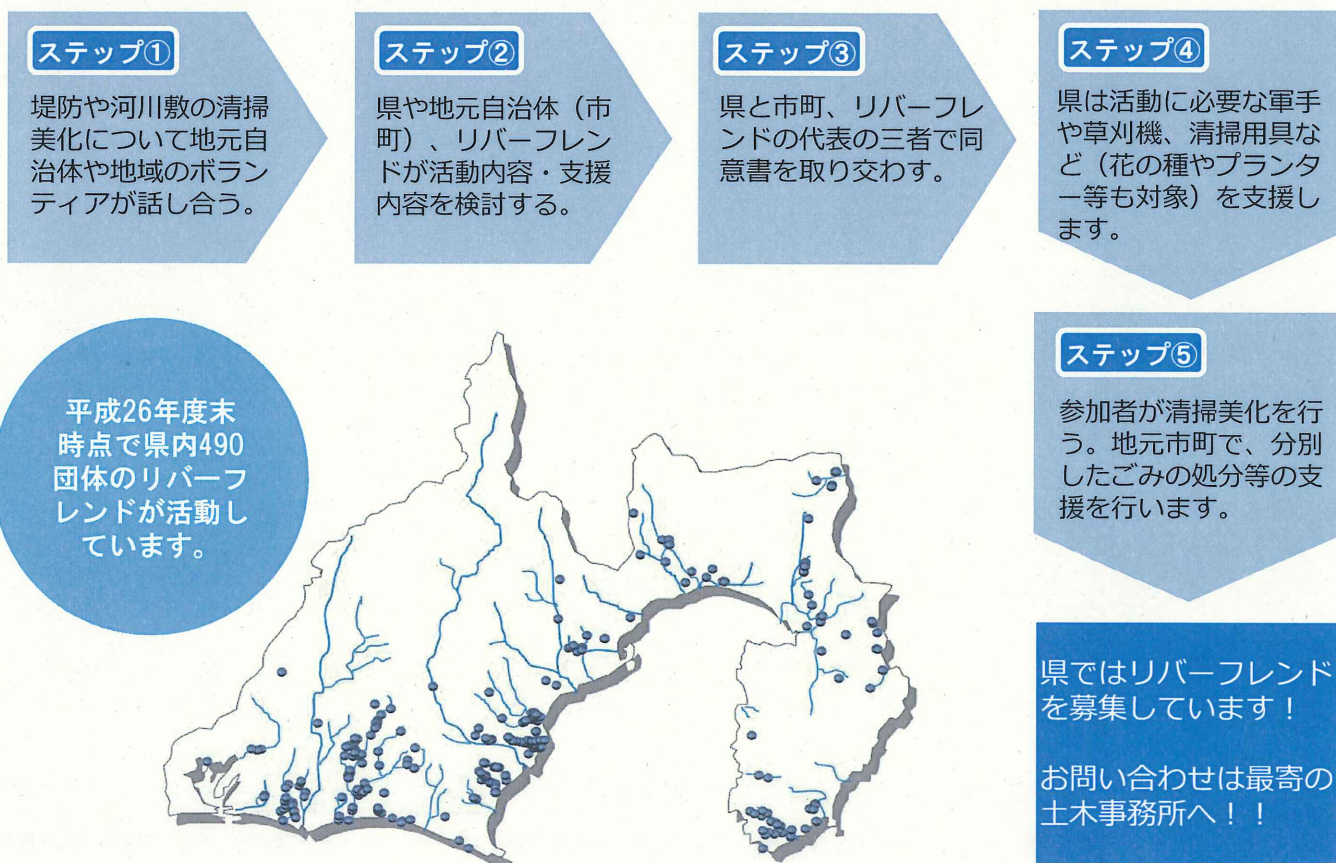 ステップ①
堤防や河川敷の清掃
美化について地元自
治体や地域のボラン
ティアが話し合う。
ステップ②
県や地元自治体（市
町）、リバーフレン
ドが活動内容・支援
内容を検討する。
ステップ③
県と市町、リバーフレ
ンドの代表の三者で同
意書を取り交わす。
ステップ④
県は活動に必要な軍手
や草刈機、清掃用具な
ど（花の種やプランタ
ー等も対象）を支援し
ます。
ステップ⑤
参加者が清掃美化を行
う。地元市町で、分別
したごみの処分等の支
援を行います。
平成26年度末
時点で県内490
団体のリバーフ
レンドが活動し
ています。
県ではリバーフレンド
を募集しています！
お問い合わせは最寄の
土木事務所へ！！